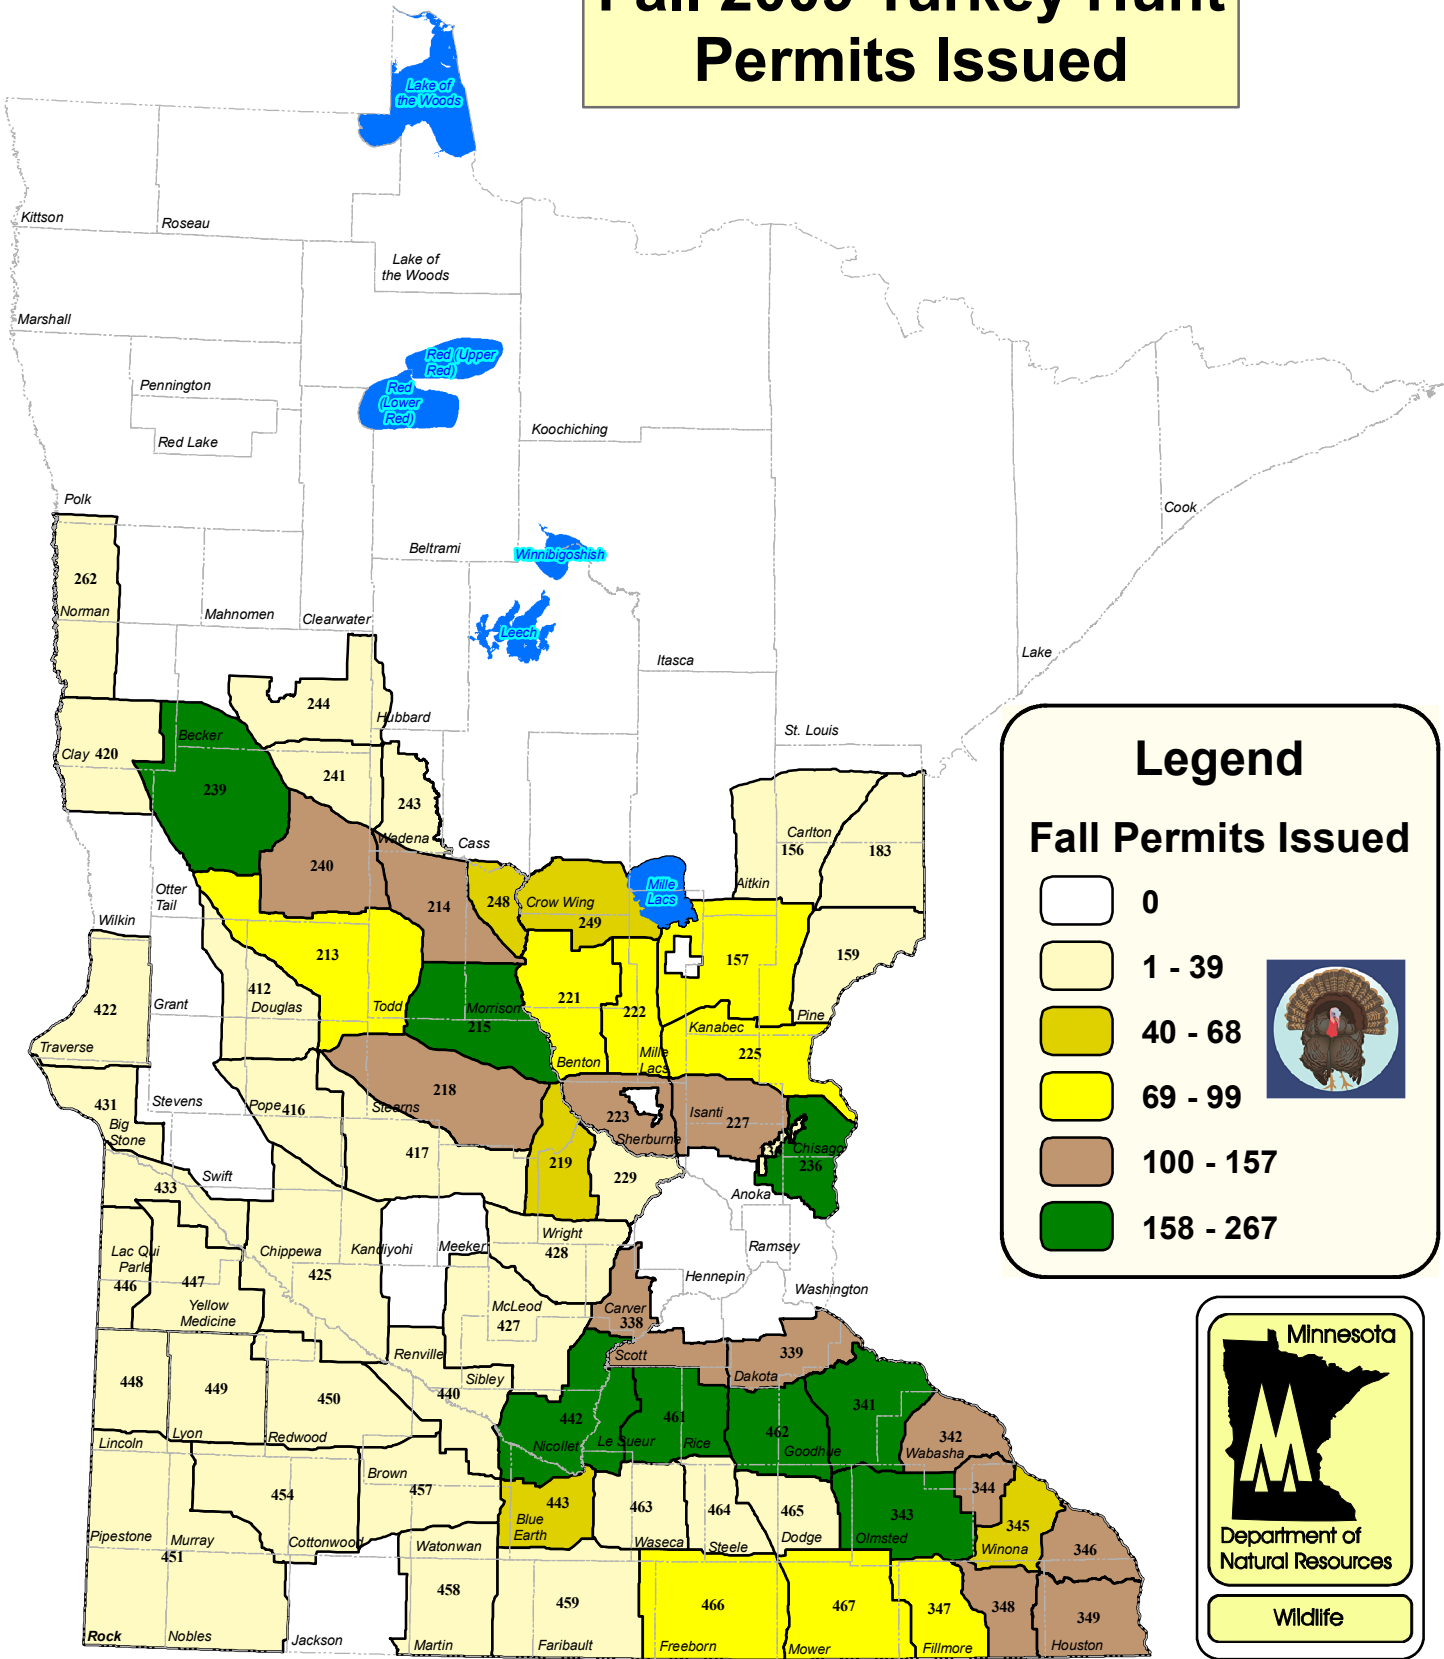 Permits Issued
Lake of
the Woods
Kittson
Roseau
Lake of
the Woods
Marshall
Red (Upper
Red)
Pennington
Red
(Lower
Red)
Red Lake
Koochiching
Polk
Cook
Beltrami
Winnibigoshish
262
Norman
Mahnomen
Clearwater
Leech
Lake
Itasca
244
Hubbard
St. Louis
Becker
Clay 420
241
239
243
Carlton
156
183
Wadena
Cass
240
Aitkin
Otter
Tail
Mille
Lacs
214
248
Crow Wing
249
Wilkin
213
157
159
412
Douglas
221
222
422
Grant
Todd
Morrison
215
Pine
Kanabec
Traverse
Benton
Mille
Lacs
225
218
431
Big
Stone
Stevens
Pope 416
Stearns
223
Sherburne
Isanti
227
Chisago
236
417
219
229
Swift
433
Anoka
Wright
428
Lac Qui
Parle
446
447
Yellow
Medicine
Chippewa
425
Kandiyohi
Meeker
Ramsey
Hennepin
Washington
McLeod
427
Carver
338
Renville
Scott
339
Dakota
448
449
450
440
Sibley
442
461
462
341
342
Wabasha
Lyon
Redwood
Lincoln
Nicollet
Le Sueur
Rice
Goodhue
Brown
457
454
443
Blue
Earth
463
464
465
343
344
345
Pipestone
Murray
451
Cottonwood
Watonwan
Waseca
Steele
Dodge
Olmsted
Winona
346
458
459
466
467
347
348
349
Rock
Nobles
Jackson
Martin
Faribault
Freeborn
Mower
Fillmore
Houston
Legend
Fall Permits Issued
0
1 - 39
40 - 68
69 - 99
100 - 157
158 - 267
Minnesota
Department of
Natural Resources
Wildlife